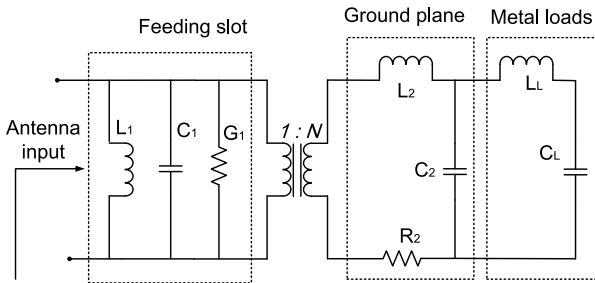 Feeding slot
Ground plane
Metal loads
Antenna
input
L1
C1
G1
1 : N
L2
C2
R2
LL
CL